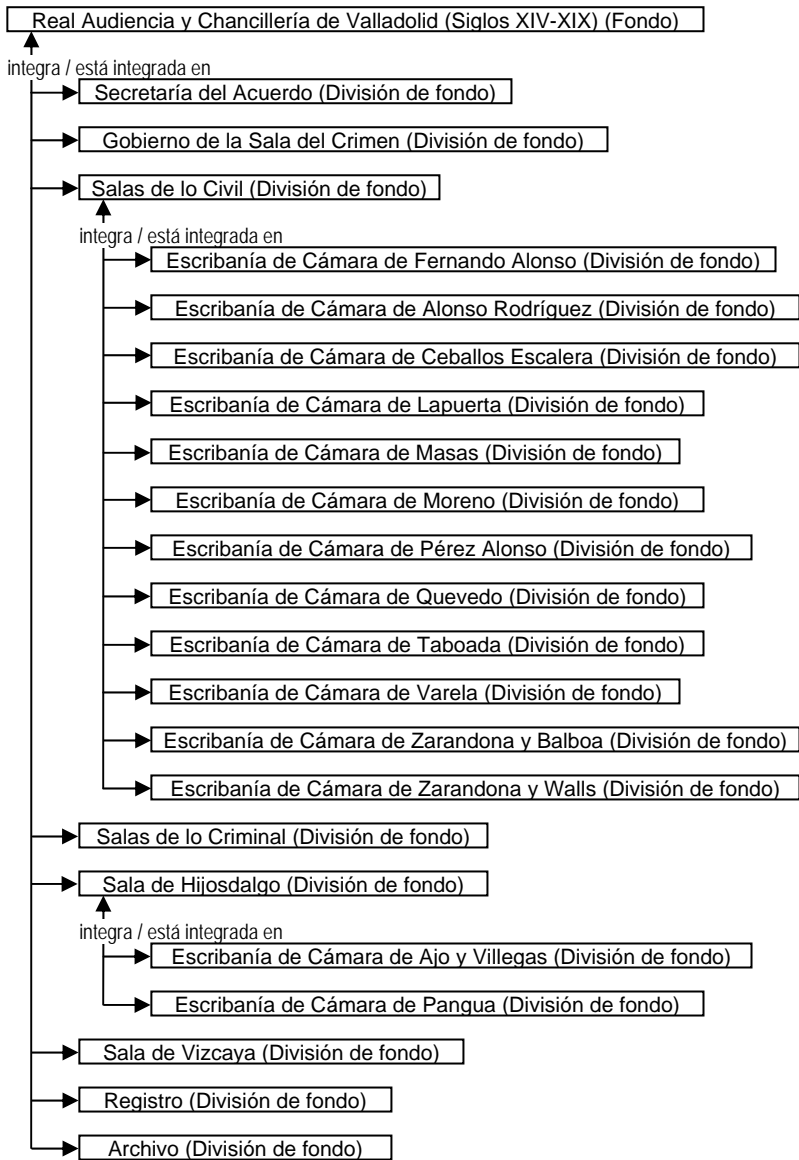 Real Audiencia y Chancillería de Valladolid (Siglos XIV-XIX) (Fondo)
integra / está integrada en
Secretaría del Acuerdo (División de fondo)
Gobierno de la Sala del Crimen (División de fondo)
Salas de lo Civil (División de fondo)
integra / está integrada en
Escribanía de Cámara de Fernando Alonso (División de fondo)
Escribanía de Cámara de Alonso Rodríguez (División de fondo)
Escribanía de Cámara de Ceballos Escalera (División de fondo)
Escribanía de Cámara de Lapuerta (División de fondo)
Escribanía de Cámara de Masas (División de fondo)
Escribanía de Cámara de Moreno (División de fondo)
Escribanía de Cámara de Pérez Alonso (División de fondo)
Escribanía de Cámara de Quevedo (División de fondo)
Escribanía de Cámara de Taboada (División de fondo)
Escribanía de Cámara de Varela (División de fondo)
Escribanía de Cámara de Zarandona y Balboa (División de fondo)
Escribanía de Cámara de Zarandona y Walls (División de fondo)
Salas de lo Criminal (División de fondo)
Sala de Hijosdalgo (División de fondo)
integra / está integrada en
Escribanía de Cámara de Ajo y Villegas (División de fondo)
Escribanía de Cámara de Pangua (División de fondo)
Sala de Vizcaya (División de fondo)
Registro (División de fondo)
Archivo (División de fondo)